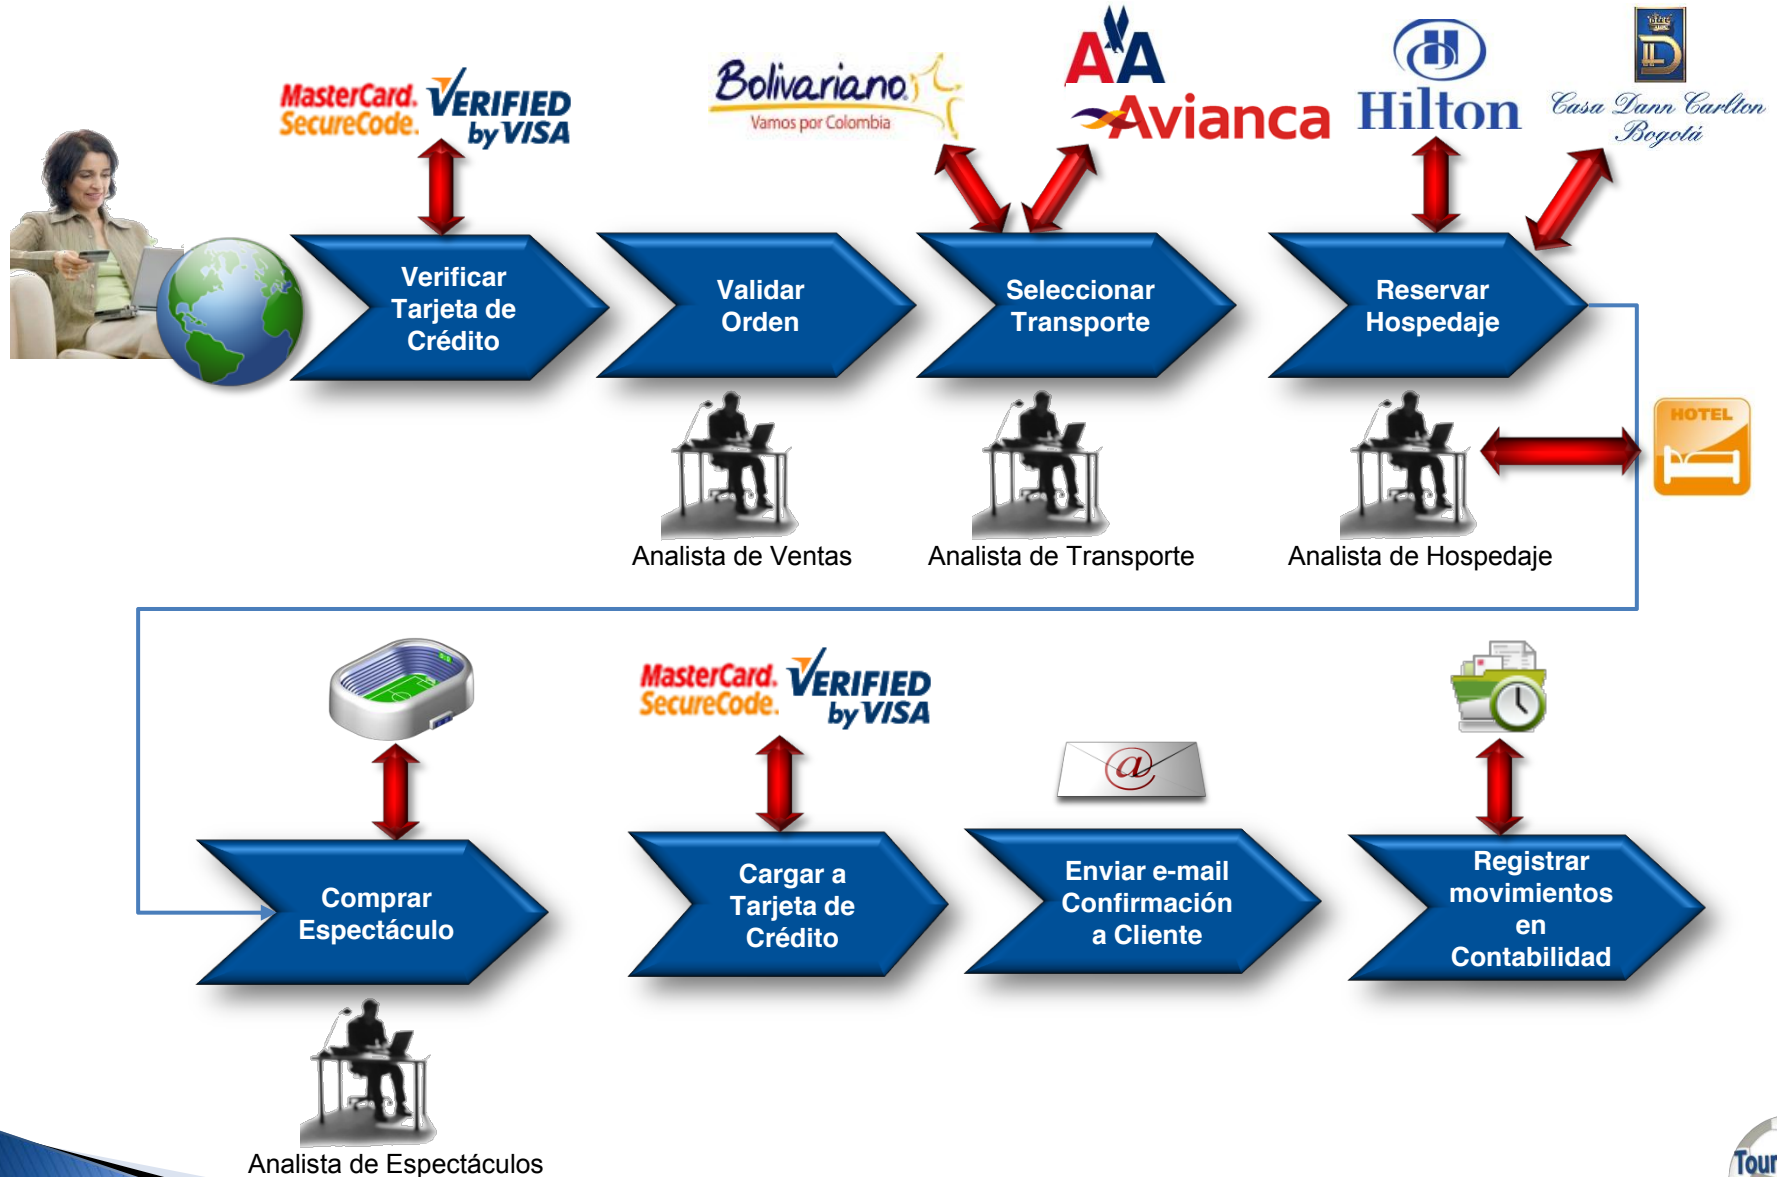 MasterCard.
SecureCode.
VERIFIED
by VISA
Bolivariano
Vamos por Colombia
AA
Avianca
Hilton
Casa Dann Carlton
Bogotá
Verificar
Tarjeta de
Crédito
Validar
Orden
Seleccionar
Transporte
Reservar
Hospedaje
HOTEL
Analista de Ventas
Analista de Transporte
Analista de Hospedaje
MasterCard.
SecureCode.
VERIFIED
by VISA
@
Comprar
Espectáculo
Cargar a
Tarjeta de
Crédito
Enviar e-mail
Confirmación
a Cliente
Registrar
movimientos
en
Contabilidad
Analista de Espectáculos
Tour